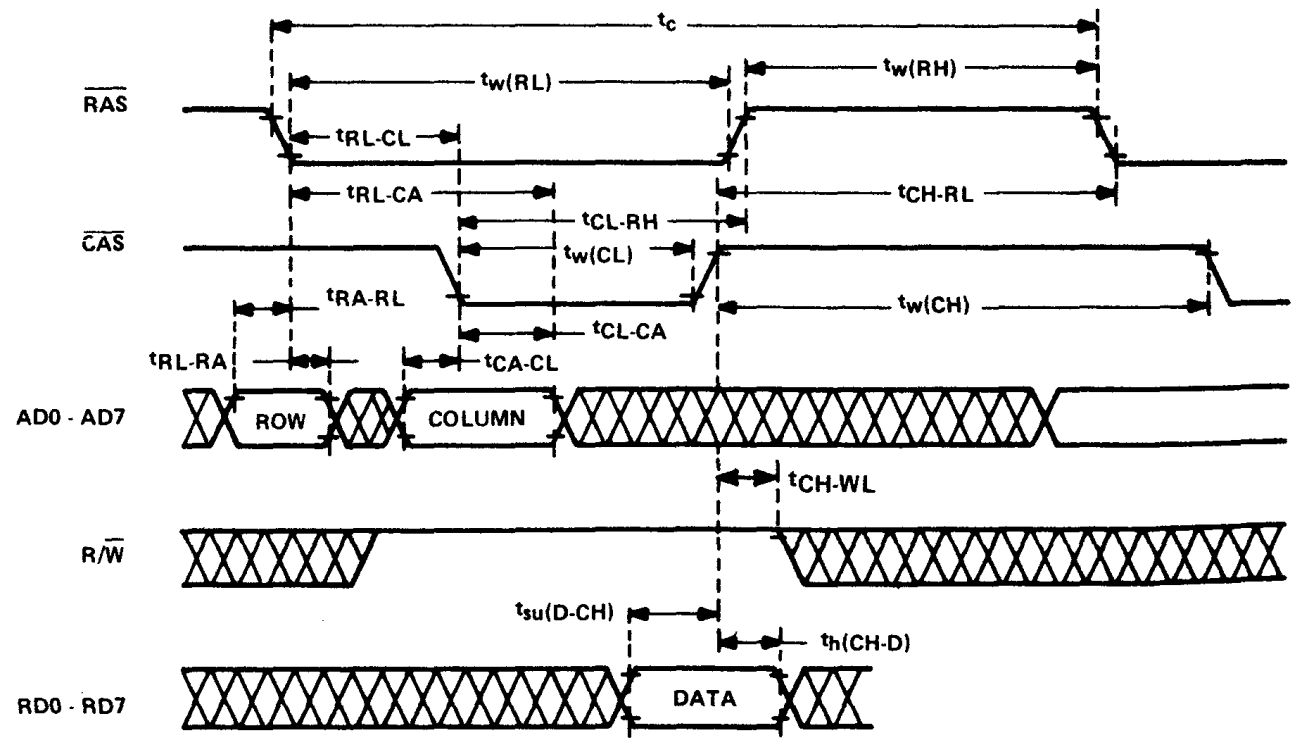 tc
tw(RL)
tw(RH)
R̅A̅S̅
tRL-CL
tRL-CA
tCH-RL
tCL-RH
C̅A̅S̅
tw(CL)
tRA-RL
tw(CH)
tCL-CA
tRL-RA
tCA-CL
AD0 - AD7
ROW
COLUMN
tCH-WL
R/W̅
tsu(D-CH)
th(CH-D)
RD0 - RD7
DATA